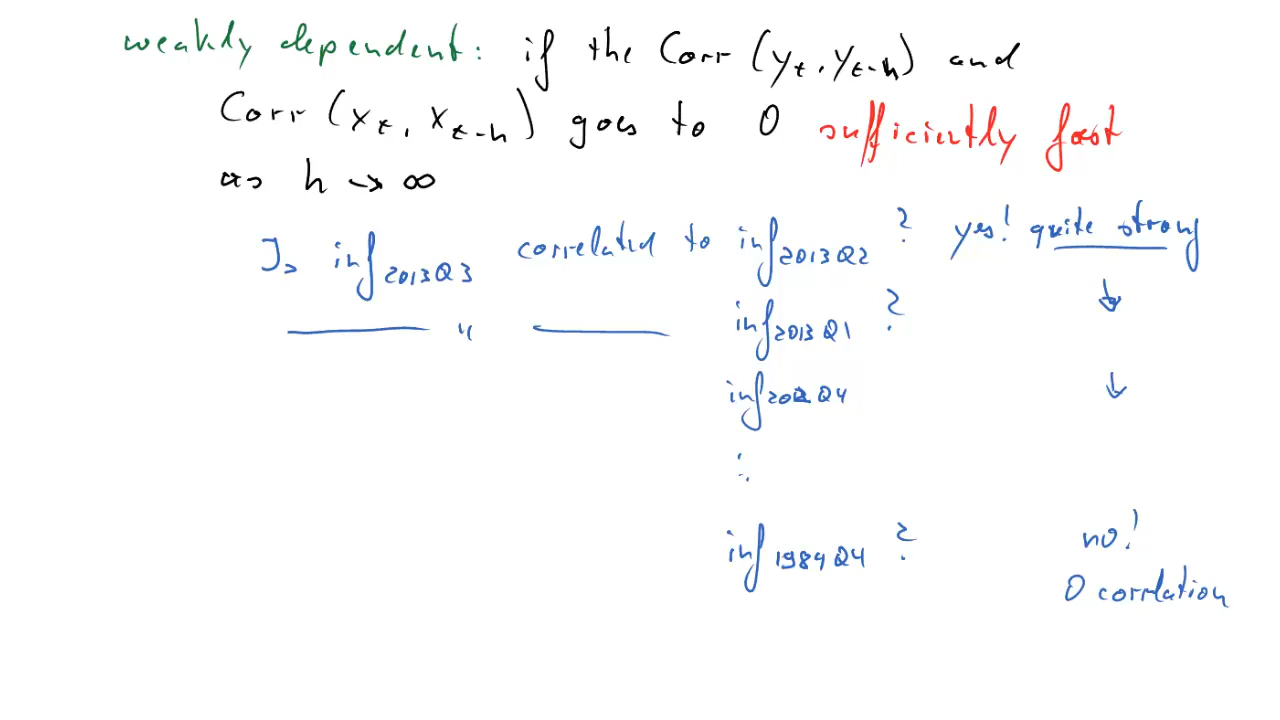 weakly dependent: if the Corr (yt, yt-h) and
Corr (xt, xt-h) goes to 0 sufficiently fast
as h → ∞
Is inf2013Q3 correlated to inf2013Q2 ? yes! quite strong
" inf2013Q1 ? ↓
inf2012Q4 ↓
:
inf1984Q4 ? no!
0 correlation